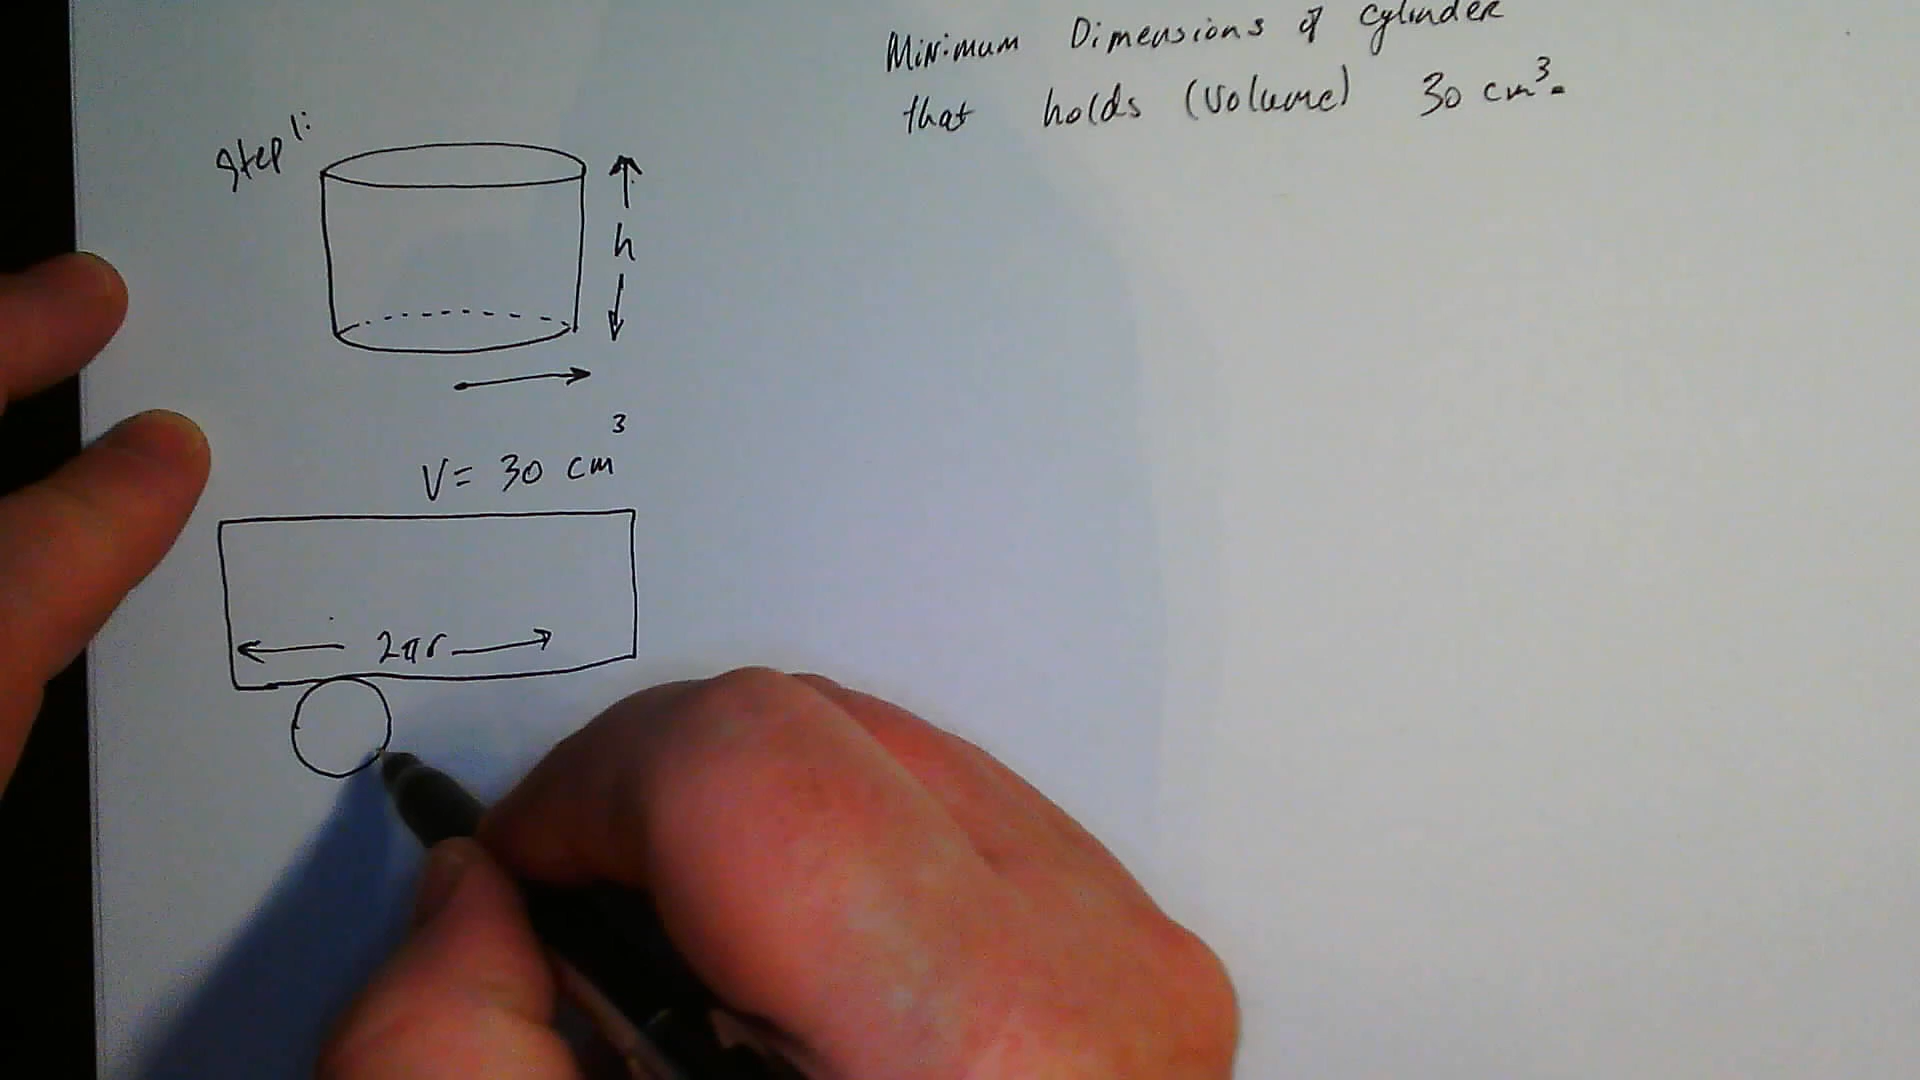 Minimum Dimensions of Cylinder
that holds (Volume) 30 cm³.
Step 1:
h
V= 30 cm³
2πr